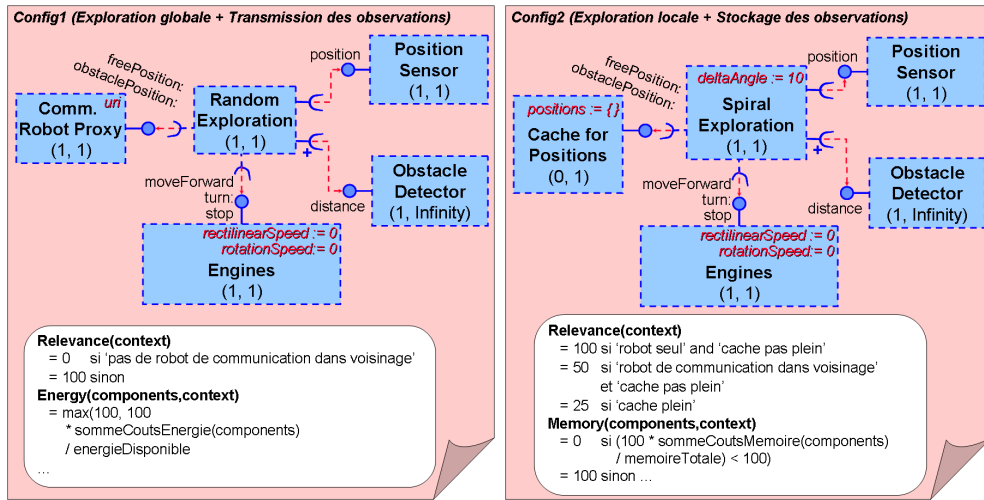 Config1 (Exploration globale + Transmission des observations)
position
Position
Sensor
(1, 1)
freePosition:
obstaclePosition:
uri
Comm.
Robot Proxy
(1, 1)
Random
Exploration
(1, 1)
+
moveForward
turn:
stop
distance
Obstacle
Detector
(1, Infinity)
rectilinearSpeed := 0
rotationSpeed:= 0
Engines
(1, 1)
Relevance(context)
= 0 si 'pas de robot de communication dans voisinage'
= 100 sinon
Energy(components,context)
= max(100, 100
* sommeCoutsEnergie(components)
/ energieDisponible
...
Config2 (Exploration locale + Stockage des observations)
position
Position
Sensor
(1, 1)
freePosition:
obstaclePosition:
deltaAngle := 10
Spiral
Exploration
(1, 1)
positions := { }
Cache for
Positions
(0, 1)
+
moveForward
turn:
stop
distance
Obstacle
Detector
(1, Infinity)
rectilinearSpeed := 0
rotationSpeed:= 0
Engines
(1, 1)
Relevance(context)
= 100 si 'robot seul' and 'cache pas plein'
= 50 si 'robot de communication dans voisinage'
et 'cache pas plein'
= 25 si 'cache plein'
Memory(components,context)
= 0 si (100 * sommeCoutsMemoire(components)
/ memoireTotale) < 100)
= 100 sinon ...